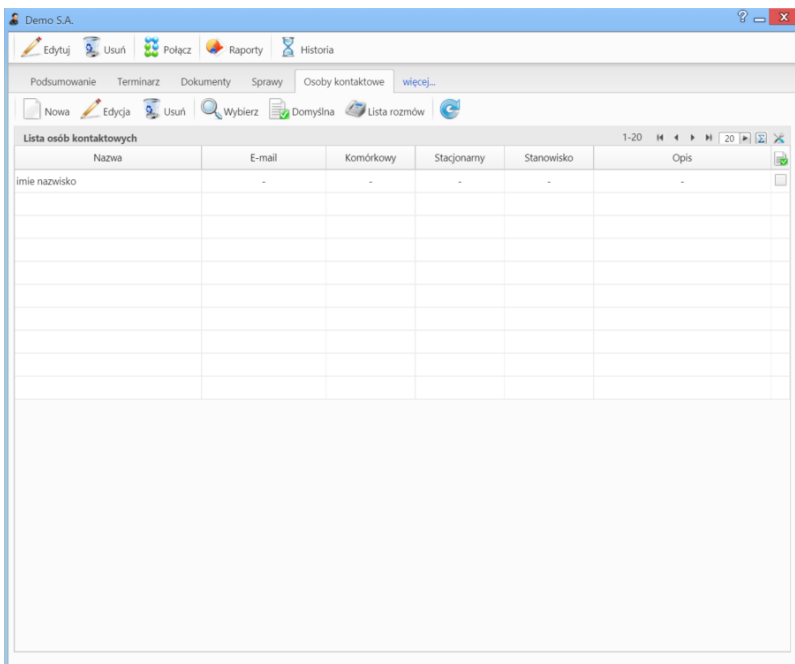 Demo S.A.
Edytuj Usuń Połącz Raporty Historia
Podsumowanie Terminarz Dokumenty Sprawy Osoby kontaktowe więcej...
Nowa Edycja Usuń Wybierz Domyślna Lista rozmów
Lista osób kontaktowych 1-20 20
Nazwa E-mail Komórkowy Stacjonarny Stanowisko Opis
imie nazwisko - - - - -